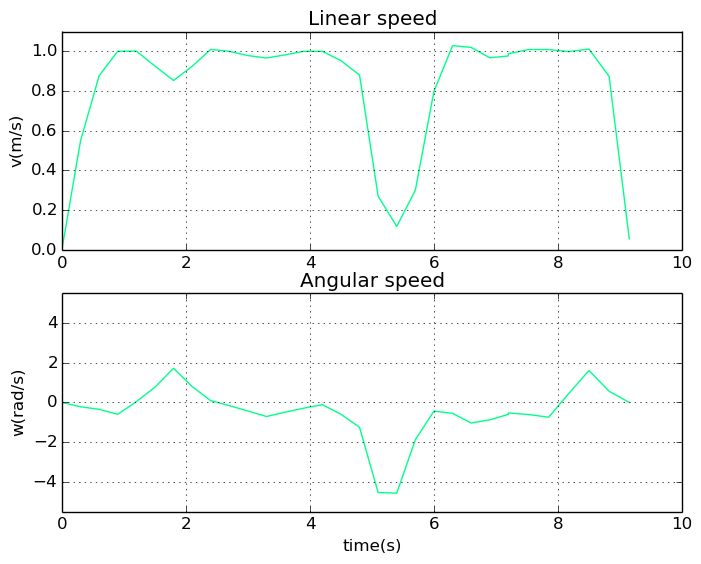 Linear speed
v(m/s)
1.0
0.8
0.6
0.4
0.2
0.0
0 2 4 6 8 10
Angular speed
w(rad/s)
4
2
0
−2
−4
0 2 4 6 8 10
time(s)